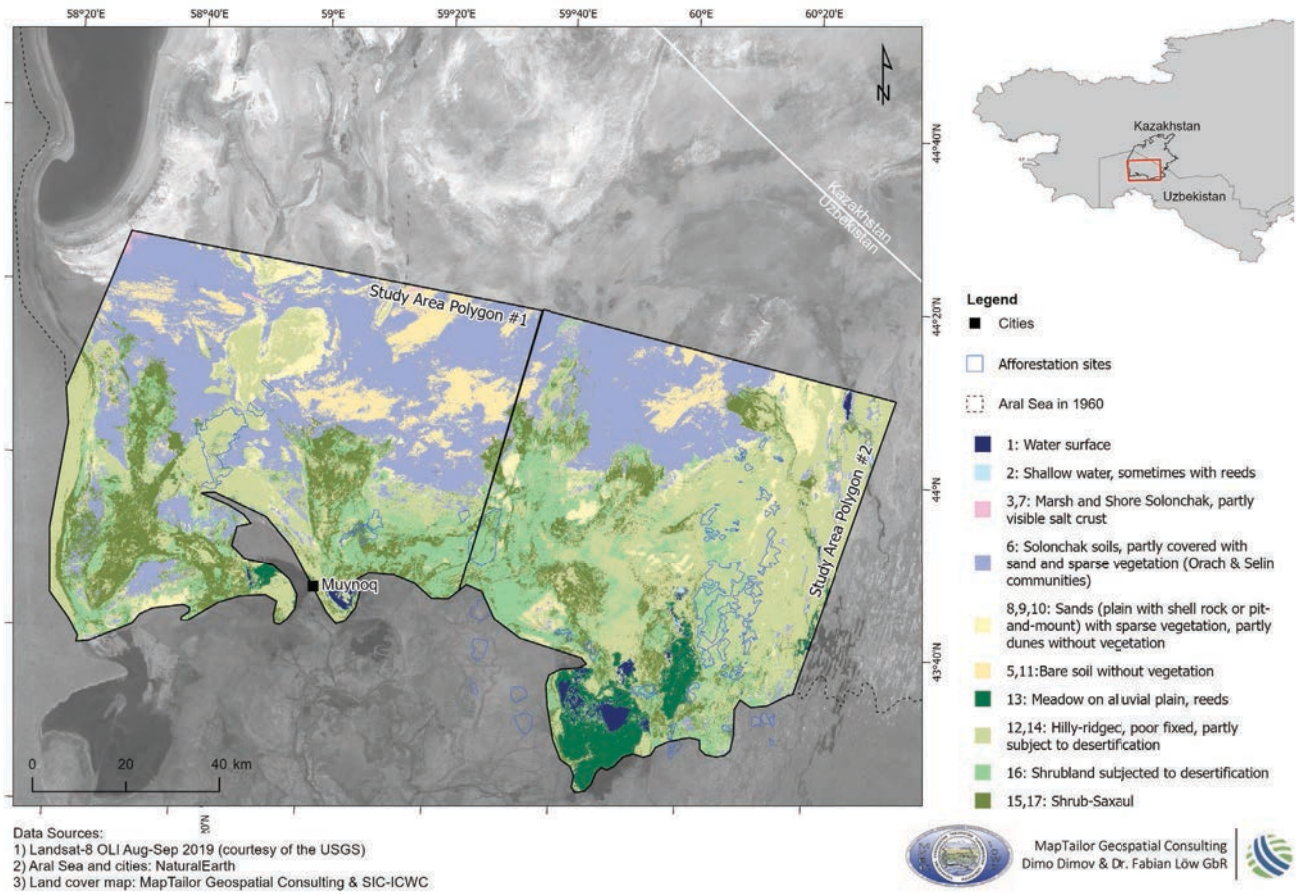 58°20'E 58°40'E 59°E 59°20'E 59°40'E 60°E 60°20'E
N
44°40'N
44°20'N
44°N
43°40'N
Kazakhstan
Uzbekistan
Study Area Polygon #1
Study Area Polygon #2
Muynoq
0 20 40 km
Kazakhstan
Uzbekistan
Legend
Cities
Afforestation sites
Aral Sea in 1960
1: Water surface
2: Shallow water, sometimes with reeds
3,7: Marsh and Shore Solonchak, partly
visible salt crust
6: Solonchak soils, partly covered with
sand and sparse vegetation (Orach & Selin
communities)
8,9,10: Sands (plain with shell rock or pit-
and-mount) with sparse vegetation, partly
dunes without vegetation
5,11:Bare soil without vegetation
13: Meadow on aluvial plain, reeds
12,14: Hilly-ridgec, poor fixed, partly
subject to desertification
16: Shrubland subjected to desertification
15,17: Shrub-Saxaul
Data Sources:
1) Landsat-8 OLI Aug-Sep 2019 (courtesy of the USGS)
2) Aral Sea and cities: NaturalEarth
3) Land cover map: MapTailor Geospatial Consulting & SIC-ICWC
MapTailor Geospatial Consulting
Dimo Dimov & Dr. Fabian Löw GbR